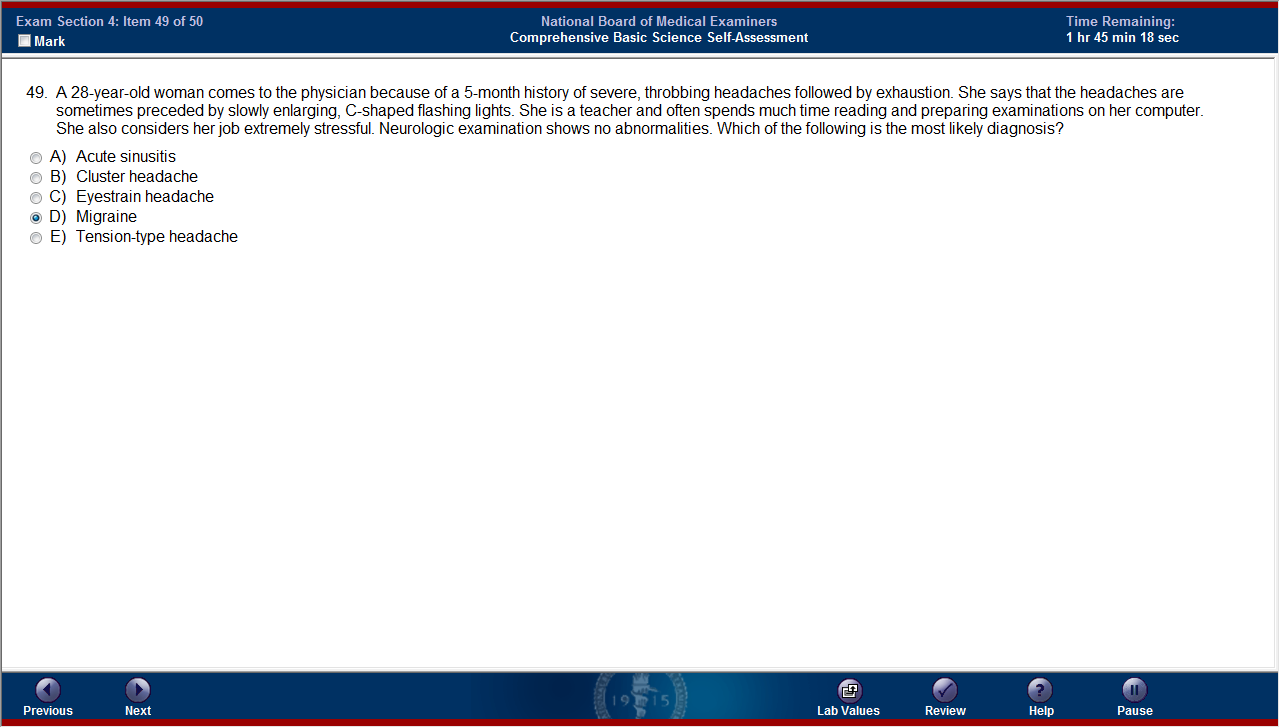 Exam Section 4: Item 49 of 50
National Board of Medical Examiners
Time Remaining:
Mark
Comprehensive Basic Science Self-Assessment
1 hr 45 min 18 sec
49. A 28-year-old woman comes to the physician because of a 5-month history of severe, throbbing headaches followed by exhaustion. She says that the headaches are
sometimes preceded by slowly enlarging, C-shaped flashing lights. She is a teacher and often spends much time reading and preparing examinations on her computer.
She also considers her job extremely stressful. Neurologic examination shows no abnormalities. Which of the following is the most likely diagnosis?
A) Acute sinusitis
B) Cluster headache
C) Eyestrain headache
D) Migraine
E) Tension-type headache
1915
Previous
Next
Lab Values
Review
Help
Pause